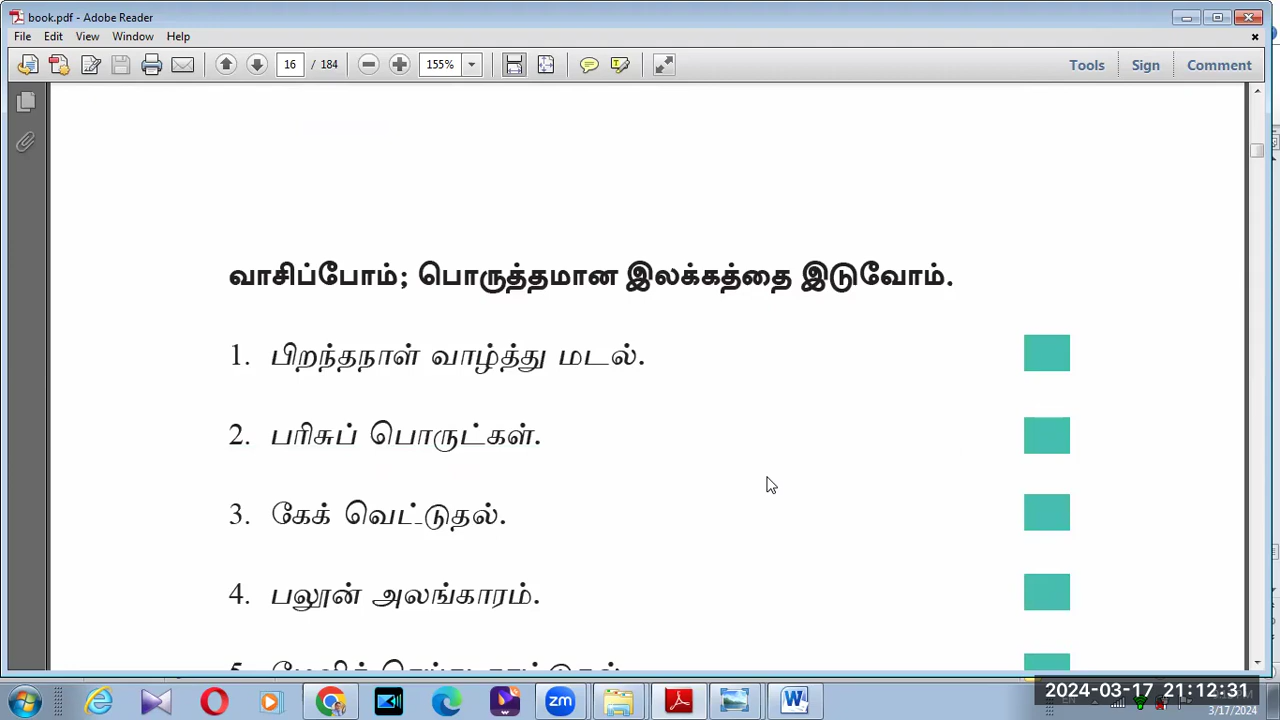 book.pdf - Adobe Reader
File Edit View Window Help
16 / 184 155% Tools Sign Comment
வாசிப்போம்; பொருத்தமான இலக்கத்தை இடுவோம்.
1. பிறந்தநாள் வாழ்த்து மடல்.
2. பரிசுப் பொருட்கள்.
3. கேக் வெட்டுதல்.
4. பலூன் அலங்காரம்.
5.
2024-03-17 21:12:31
3/17/2024